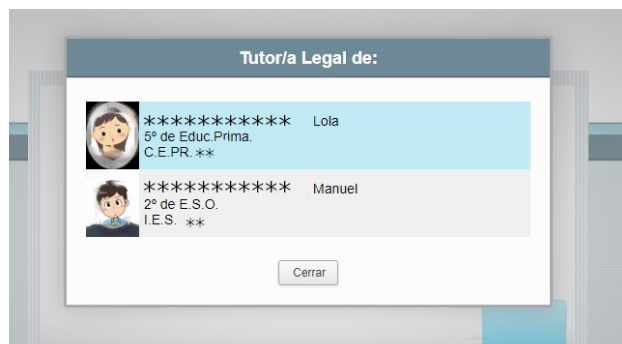 Tutor/a Legal de:
*********** Lola
5º de Educ.Prima.
C.E.PR. **
*********** Manuel
2º de E.S.O.
I.E.S. **
Cerrar